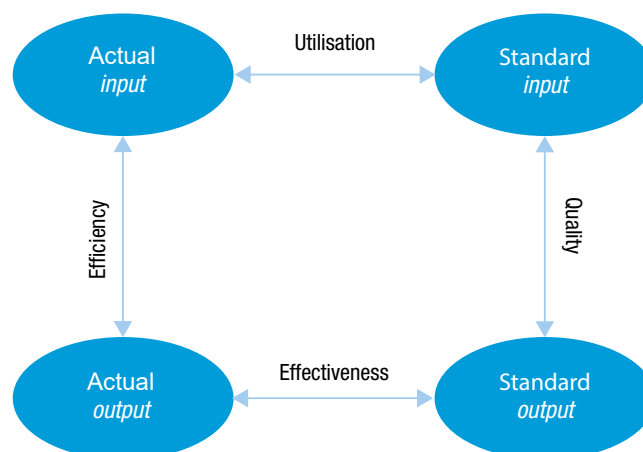 Actual
input
Utilisation
Standard
input
Efficiency
Quality
Actual
output
Effectiveness
Standard
output